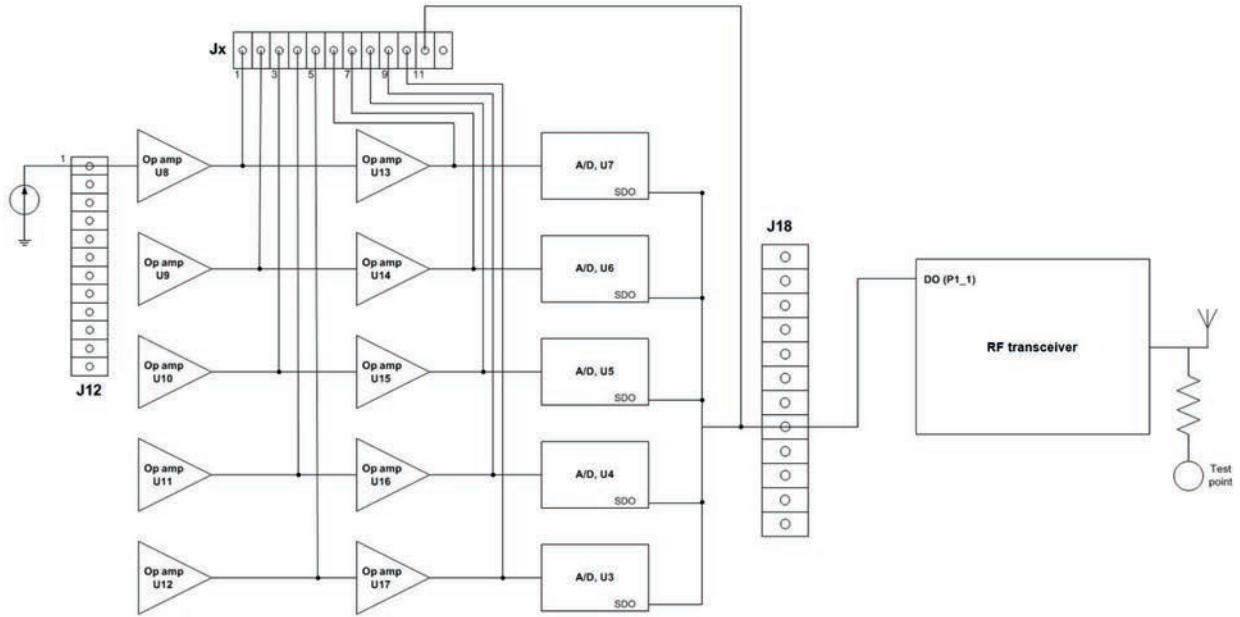 Jx
1
3
5
7
9
11
1
Op amp
U8
Op amp
U13
A/D, U7
SDO
Op amp
U9
Op amp
U14
A/D, U6
SDO
J18
DO (P1_1)
RF transceiver
Op amp
U10
Op amp
U15
A/D, U5
SDO
J12
Op amp
U11
Op amp
U16
A/D, U4
SDO
Test
point
Op amp
U12
Op amp
U17
A/D, U3
SDO